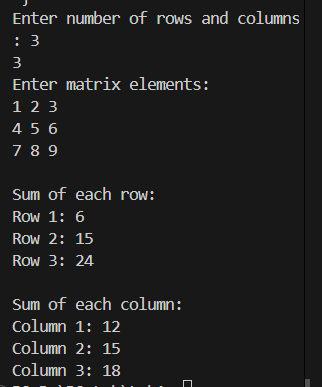 Enter number of rows and columns
: 3
3
Enter matrix elements:
1 2 3
4 5 6
7 8 9
Sum of each row:
Row 1: 6
Row 2: 15
Row 3: 24
Sum of each column:
Column 1: 12
Column 2: 15
Column 3: 18